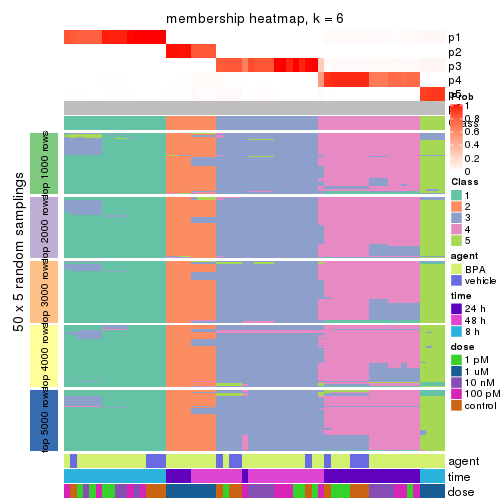 membership heatmap, k = 6
p1
p2
p3
p4
p5
Prob
1
0.8
0.6
0.4
0.2
0
Class
1
2
3
4
5
agent
BPA
vehicle
time
24 h
48 h
8 h
dose
1 pM
1 uM
10 nM
100 pM
control
50 x 5 random samplings
top 1000 rows
top 2000 rows
top 3000 rows
top 4000 rows
top 5000 rows
agent
time
dose